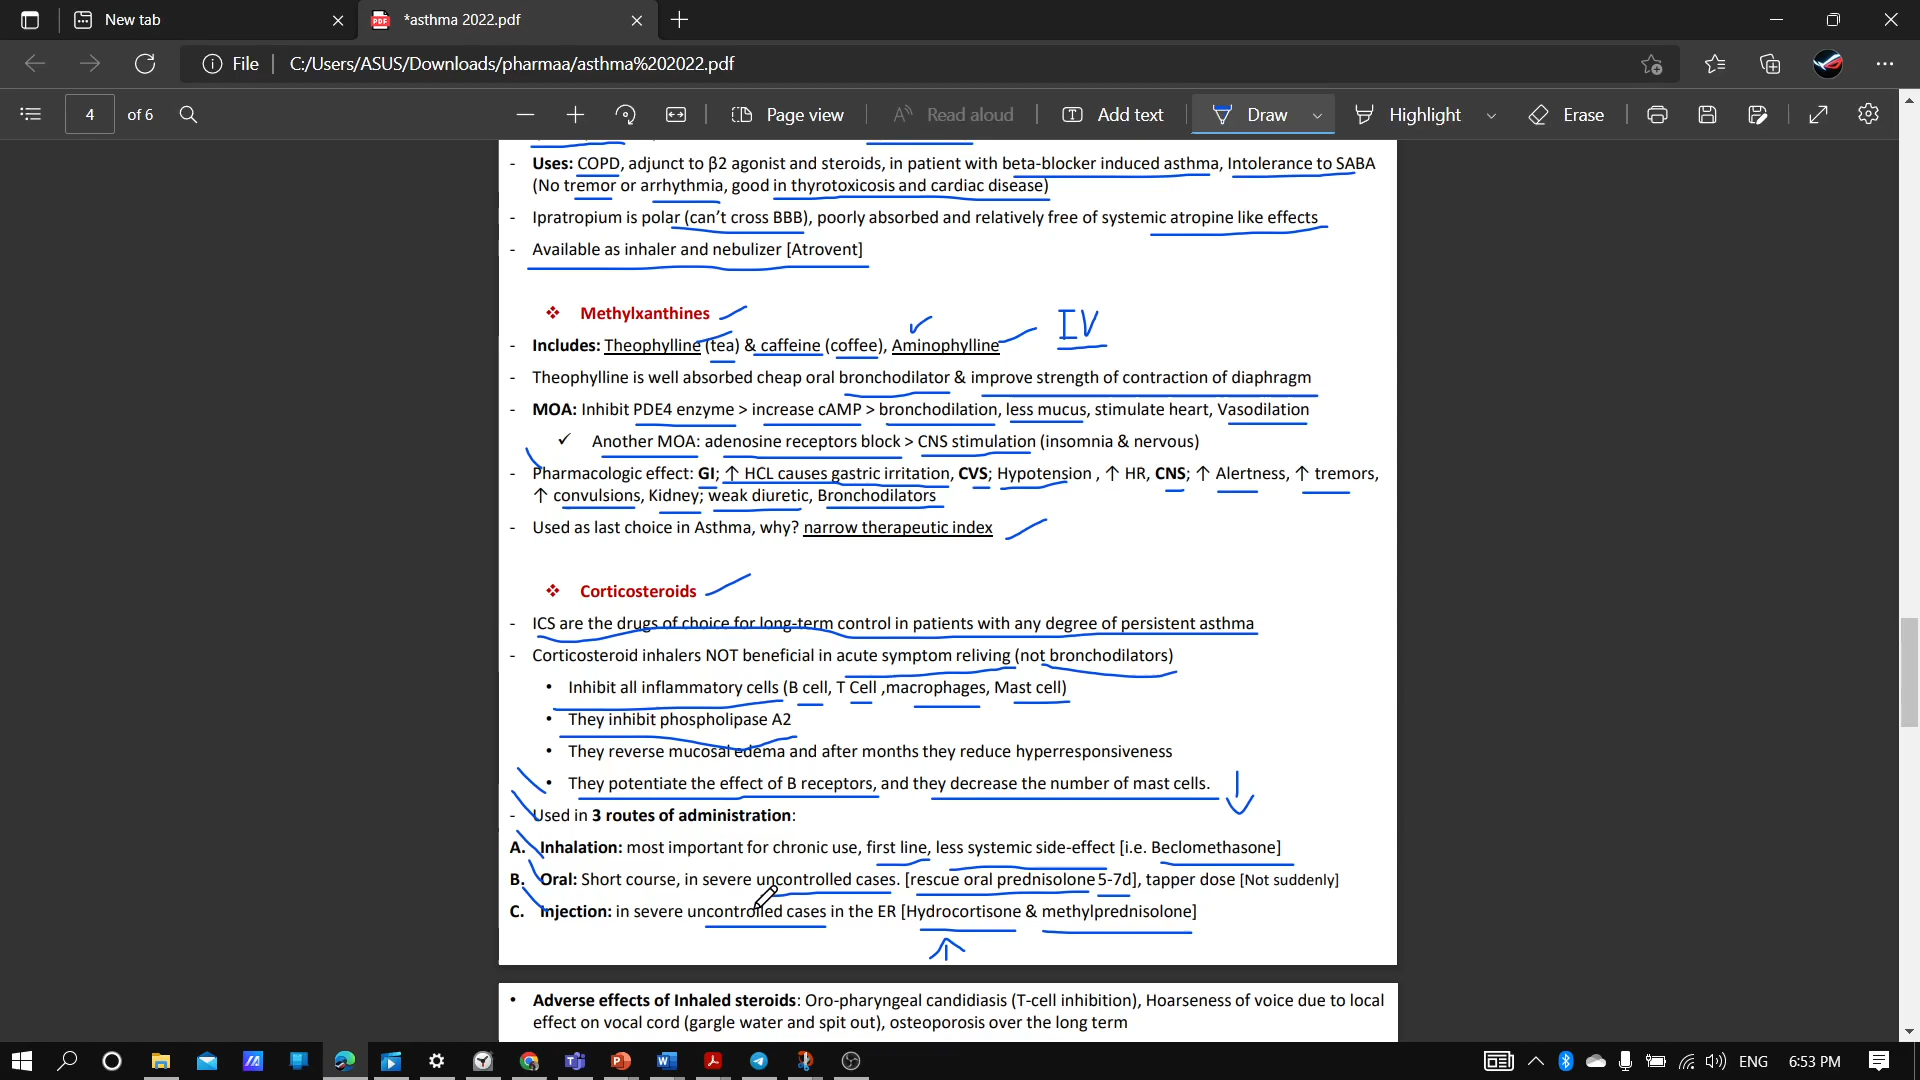 New tab
*asthma 2022.pdf
File
C:/Users/ASUS/Downloads/pharmaa/asthma%202022.pdf
4 of 6
Page view
Read aloud
Add text
Draw
Highlight
Erase
- Uses: COPD, adjunct to β2 agonist and steroids, in patient with beta-blocker induced asthma, Intolerance to SABA
(No tremor or arrhythmia, good in thyrotoxicosis and cardiac disease)
- Ipratropium is polar (can't cross BBB), poorly absorbed and relatively free of systemic atropine like effects
- Available as inhaler and nebulizer [Atrovent]
❖ Methylxanthines
IV
- Includes: Theophylline (tea) & caffeine (coffee), Aminophylline
- Theophylline is well absorbed cheap oral bronchodilator & improve strength of contraction of diaphragm
- MOA: Inhibit PDE4 enzyme > increase cAMP > bronchodilation, less mucus, stimulate heart, Vasodilation
✓ Another MOA: adenosine receptors block > CNS stimulation (insomnia & nervous)
- Pharmacologic effect: GI; ↑ HCL causes gastric irritation, CVS; Hypotension , ↑ HR, CNS; ↑ Alertness, ↑ tremors,
↑ convulsions, Kidney; weak diuretic, Bronchodilators
- Used as last choice in Asthma, why? narrow therapeutic index
❖ Corticosteroids
- ICS are the drugs of choice for long-term control in patients with any degree of persistent asthma
- Corticosteroid inhalers NOT beneficial in acute symptom reliving (not bronchodilators)
• Inhibit all inflammatory cells (B cell, T Cell ,macrophages, Mast cell)
• They inhibit phospholipase A2
• They reverse mucosal edema and after months they reduce hyperresponsiveness
• They potentiate the effect of B receptors, and they decrease the number of mast cells.
- Used in 3 routes of administration:
A. Inhalation: most important for chronic use, first line, less systemic side-effect [i.e. Beclomethasone]
B. Oral: Short course, in severe uncontrolled cases. [rescue oral prednisolone 5-7d], tapper dose [Not suddenly]
C. Injection: in severe uncontrolled cases in the ER [Hydrocortisone & methylprednisolone]
• Adverse effects of Inhaled steroids: Oro-pharyngeal candidiasis (T-cell inhibition), Hoarseness of voice due to local
effect on vocal cord (gargle water and spit out), osteoporosis over the long term
ENG
6:53 PM